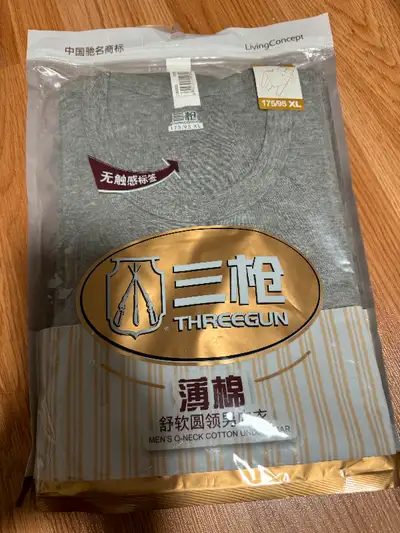 中国驰名商标
LivingConcept
175/95 XL
三枪
175/95 XL
无触感标签
三枪
THREEGUN
薄棉
舒软圆领男
MEN'S O-NECK COTTON